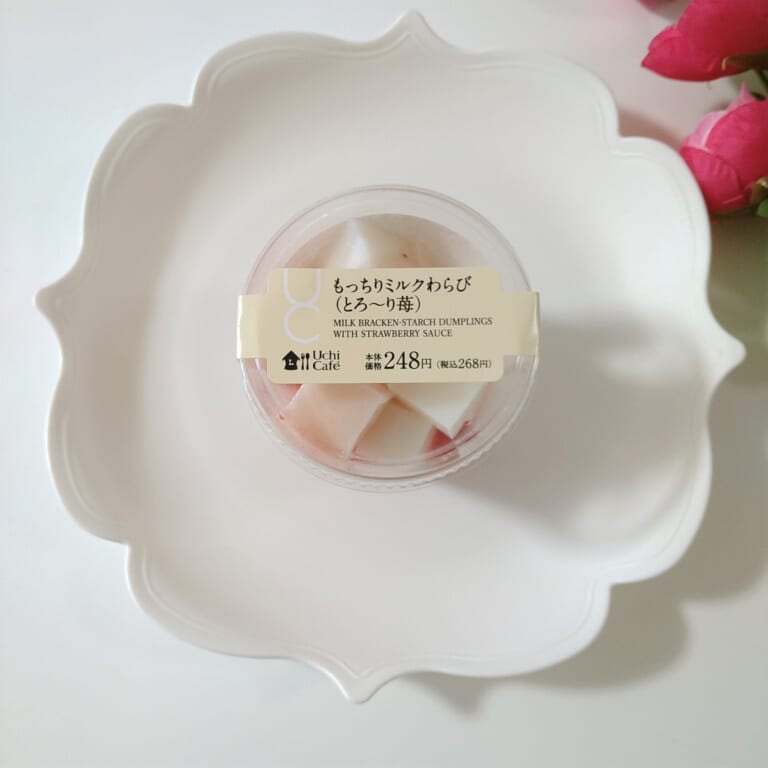 UC
もっちりミルクわらび
(とろ〜り苺)
MILK BRACKEN-STARCH DUMPLINGS
WITH STRAWBERRY SAUCE
Uchi
Café
本体
価格248円(税込268円)